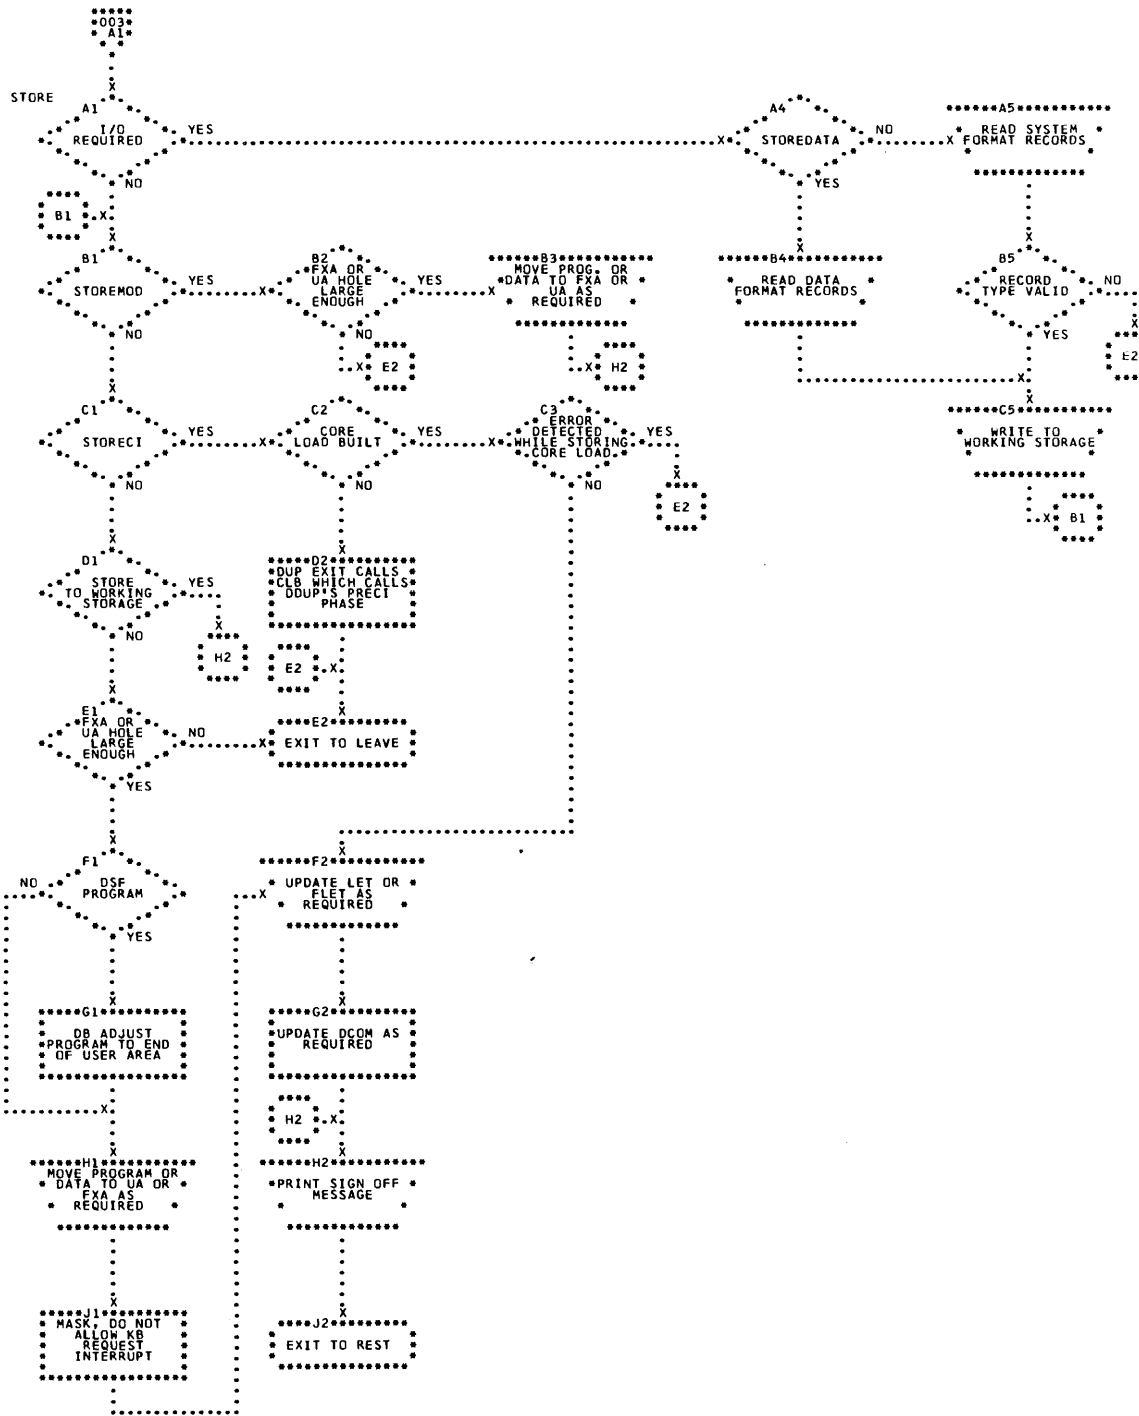 003
A1
STORE
A1
I/O
REQUIRED
YES
NO
A4
STOREDATA
NO
YES
A5
READ SYSTEM
FORMAT RECORDS
B1
B1
STOREMOD
YES
NO
B2
FXA OR
UA HOLE
LARGE
ENOUGH
YES
NO
E2
B3
MOVE PROG. OR
DATA TO FXA OR
UA AS
REQUIRED
H2
B4
READ DATA
FORMAT RECORDS
B5
RECORD
TYPE VALID
NO
YES
E2
C1
STORECI
YES
NO
C2
CORE
LOAD BUILT
YES
NO
C3
ERROR
DETECTED
WHILE STORING
CORE LOAD
YES
NO
E2
C5
WRITE TO
WORKING STORAGE
B1
D1
STORE
TO WORKING
STORAGE
YES
NO
H2
D2
DUP EXIT CALLS
CLB WHICH CALLS
DDUP'S PRECI
PHASE
E2
E1
FXA OR
UA HOLE
LARGE
ENOUGH
NO
YES
E2
EXIT TO LEAVE
F1
DSF
PROGRAM
NO
YES
F2
UPDATE LET OR
FLET AS
REQUIRED
G1
DB ADJUST
PROGRAM TO END
OF USER AREA
G2
UPDATE DCOM AS
REQUIRED
H2
H1
MOVE PROGRAM OR
DATA TO UA OR
FXA AS
REQUIRED
H2
PRINT SIGN OFF
MESSAGE
J1
MASK, DO NOT
ALLOW KB
REQUEST
INTERRUPT
J2
EXIT TO REST